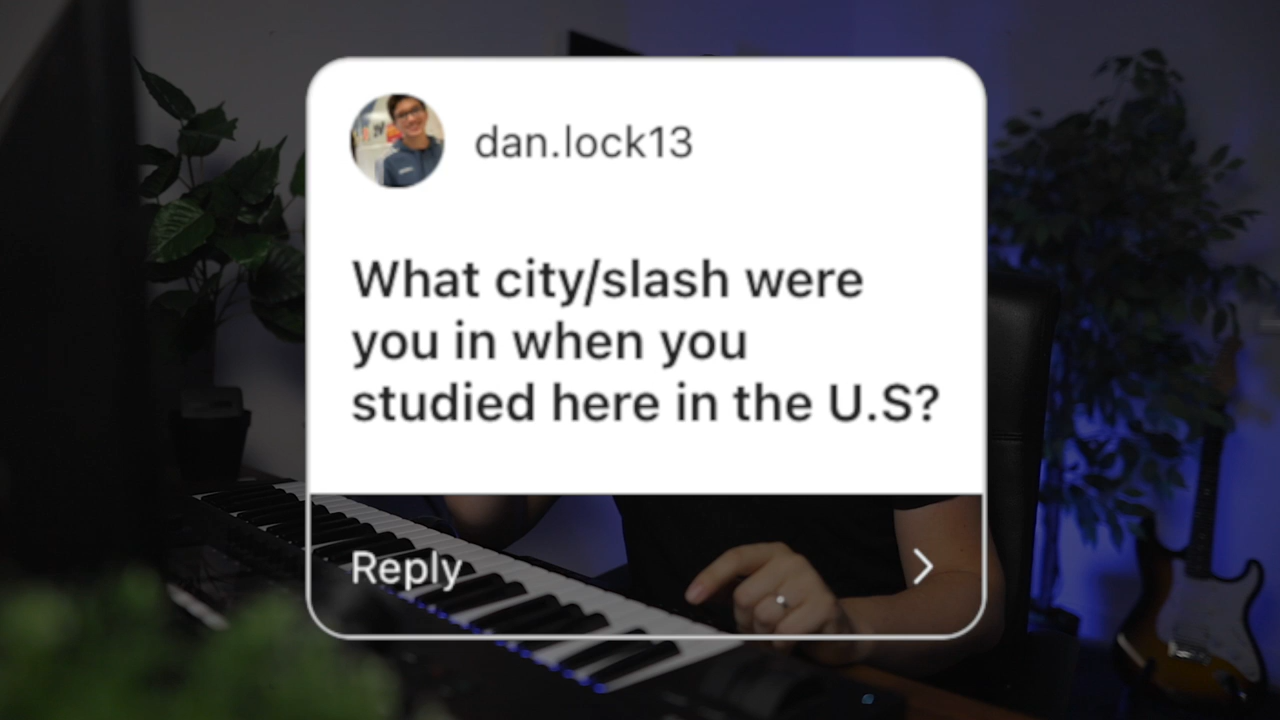 dan.lock13
What city/slash were
you in when you
studied here in the U.S?
Reply